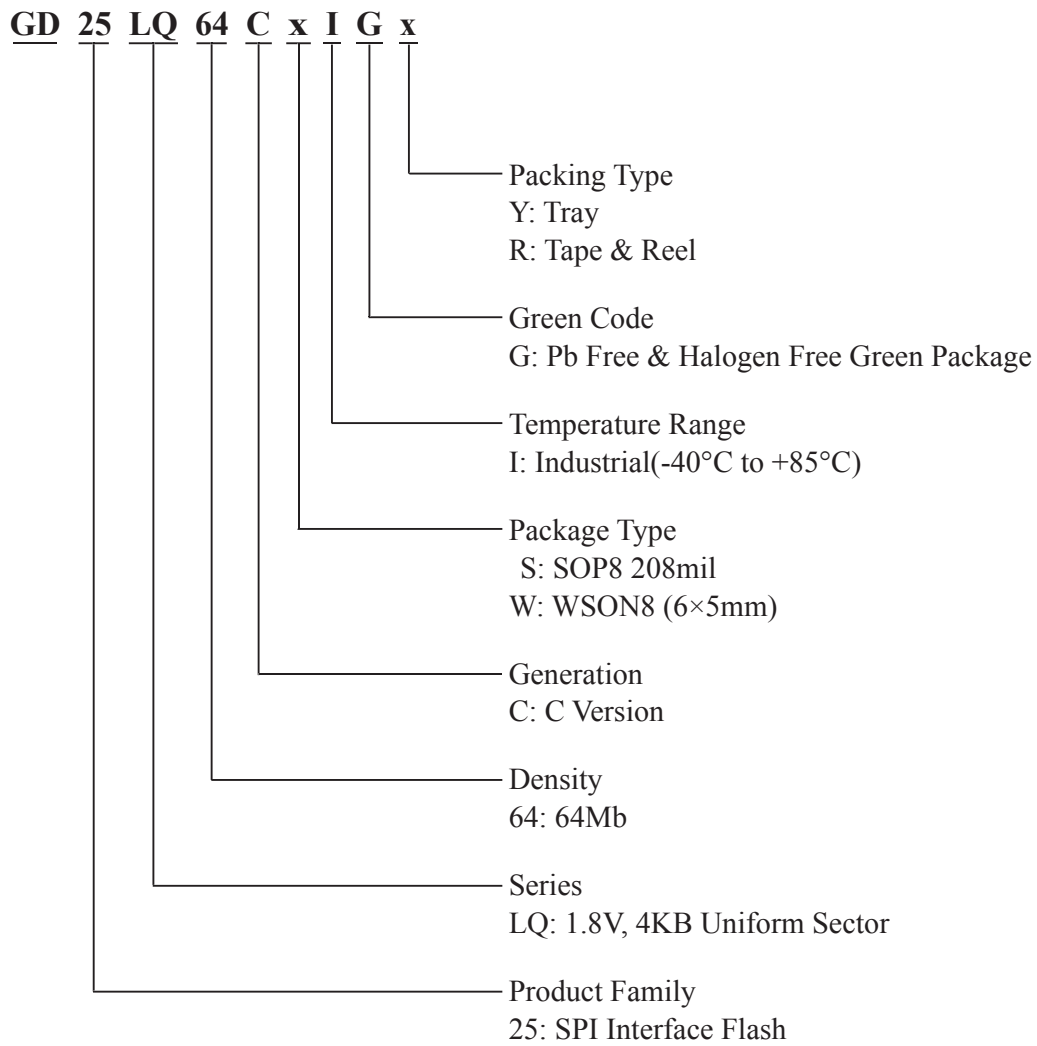 GD 25 LQ 64 C x I G x
Packing Type
Y: Tray
R: Tape & Reel
Green Code
G: Pb Free & Halogen Free Green Package
Temperature Range
I: Industrial(-40°C to +85°C)
Package Type
S: SOP8 208mil
W: WSON8 (6×5mm)
Generation
C: C Version
Density
64: 64Mb
Series
LQ: 1.8V, 4KB Uniform Sector
Product Family
25: SPI Interface Flash